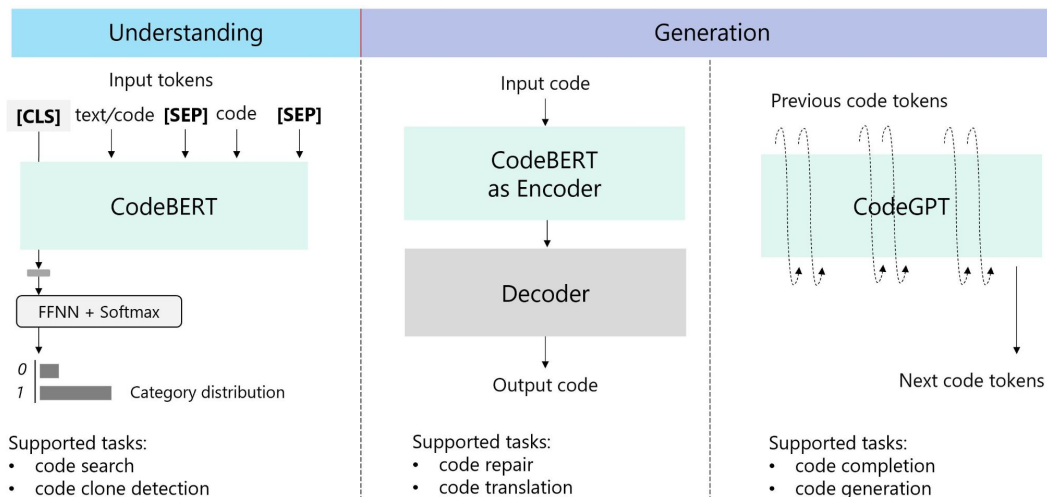 Understanding
Generation
Input tokens
[CLS] text/code [SEP] code [SEP]
CodeBERT
FFNN + Softmax
0
1 Category distribution
Supported tasks:
• code search
• code clone detection
Input code
CodeBERT
as Encoder
Decoder
Output code
Supported tasks:
• code repair
• code translation
Previous code tokens
CodeGPT
Next code tokens
Supported tasks:
• code completion
• code generation